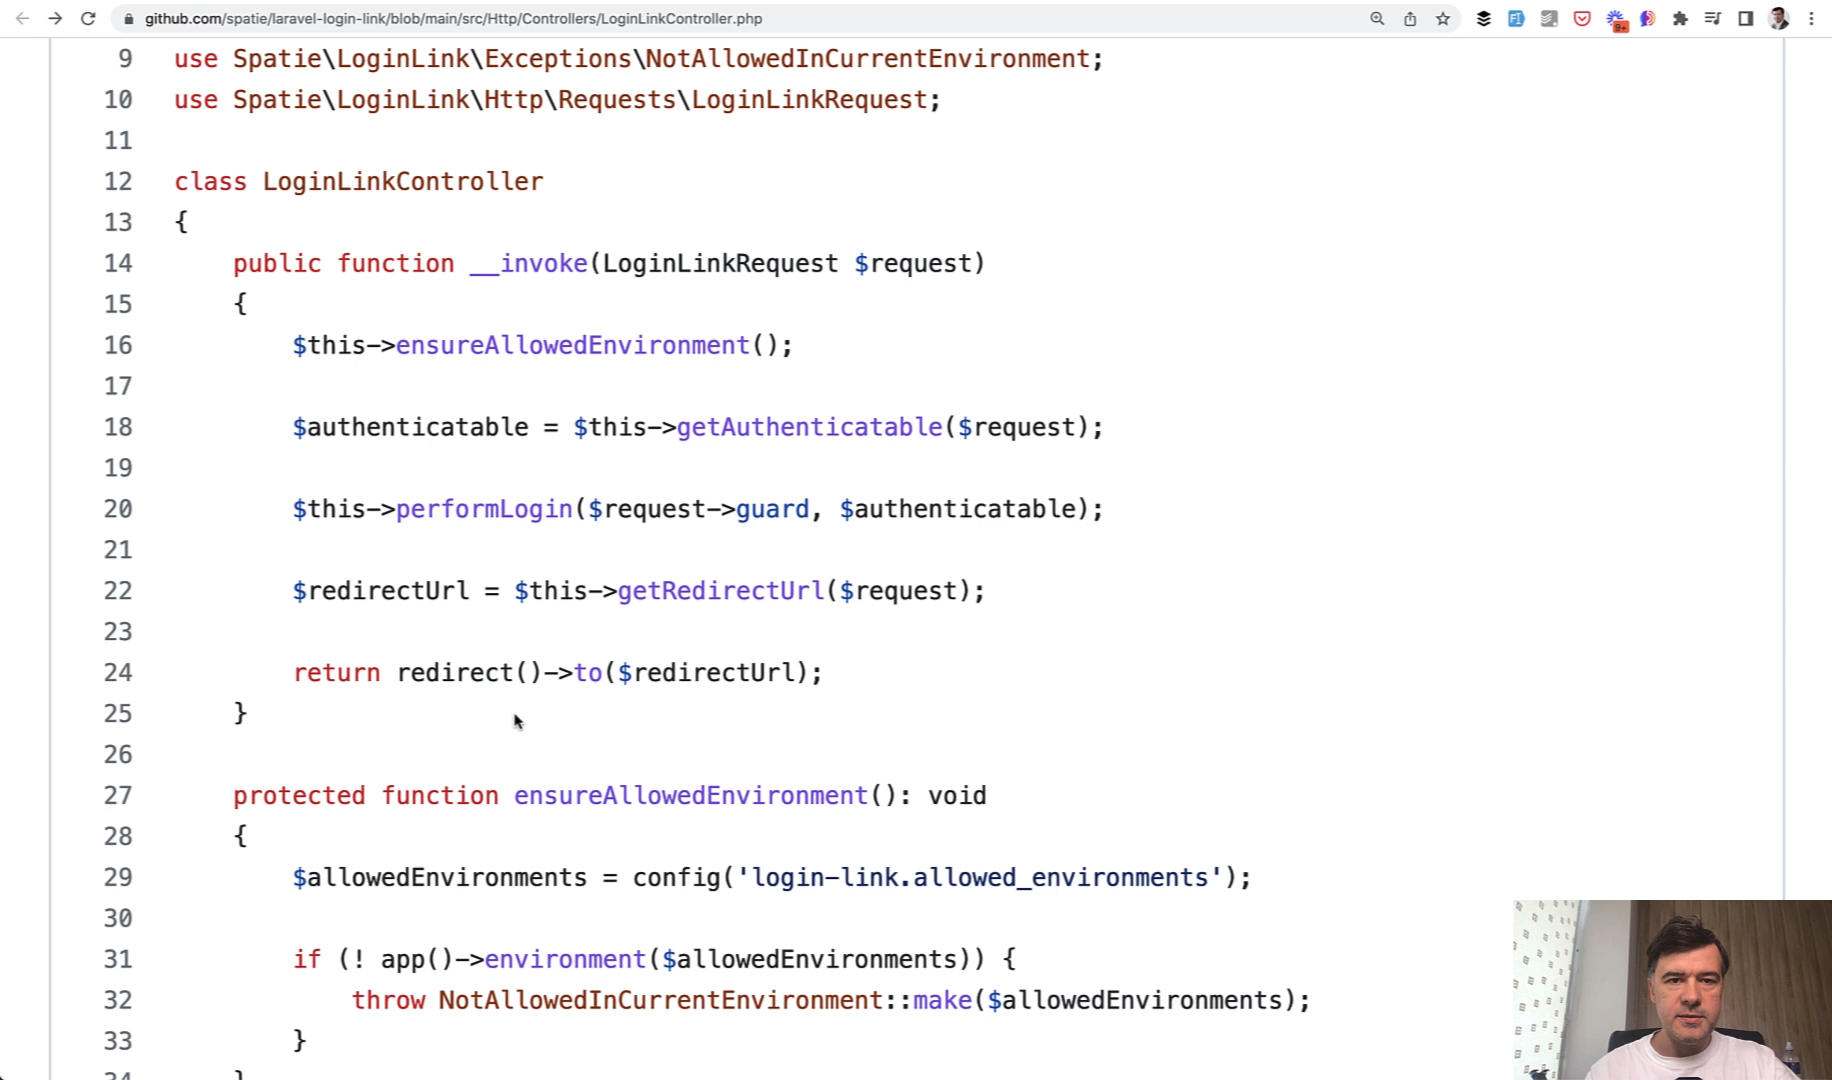 github.com/spatie/laravel-login-link/blob/main/src/Http/Controllers/LoginLinkController.php
9+
9 use Spatie\LoginLink\Exceptions\NotAllowedInCurrentEnvironment;
10 use Spatie\LoginLink\Http\Requests\LoginLinkRequest;
11
12 class LoginLinkController
13 {
14 public function __invoke(LoginLinkRequest $request)
15 {
16 $this->ensureAllowedEnvironment();
17
18 $authenticatable = $this->getAuthenticatable($request);
19
20 $this->performLogin($request->guard, $authenticatable);
21
22 $redirectUrl = $this->getRedirectUrl($request);
23
24 return redirect()->to($redirectUrl);
25 }
26
27 protected function ensureAllowedEnvironment(): void
28 {
29 $allowedEnvironments = config('login-link.allowed_environments');
30
31 if (! app()->environment($allowedEnvironments)) {
32 throw NotAllowedInCurrentEnvironment::make($allowedEnvironments);
33 }
34 }